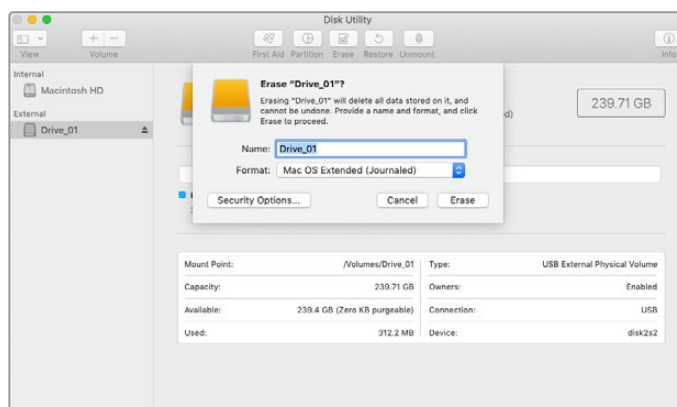 Disk Utility
View
Volume
First Aid Partition Erase Restore Unmount
Info
Internal
Macintosh HD
External
Drive_01
Erase “Drive_01”?
Erasing “Drive_01” will delete all data stored on it, and
cannot be undone. Provide a name and format, and click
Erase to proceed.
d)
239.71 GB
Name: Drive_01
Format: Mac OS Extended (Journaled)
Security Options... Cancel Erase
Mount Point: /Volumes/Drive_01 Type: USB External Physical Volume
Capacity: 239.71 GB Owners: Enabled
Available: 239.4 GB (Zero KB purgeable) Connection: USB
Used: 312.2 MB Device: disk2s2